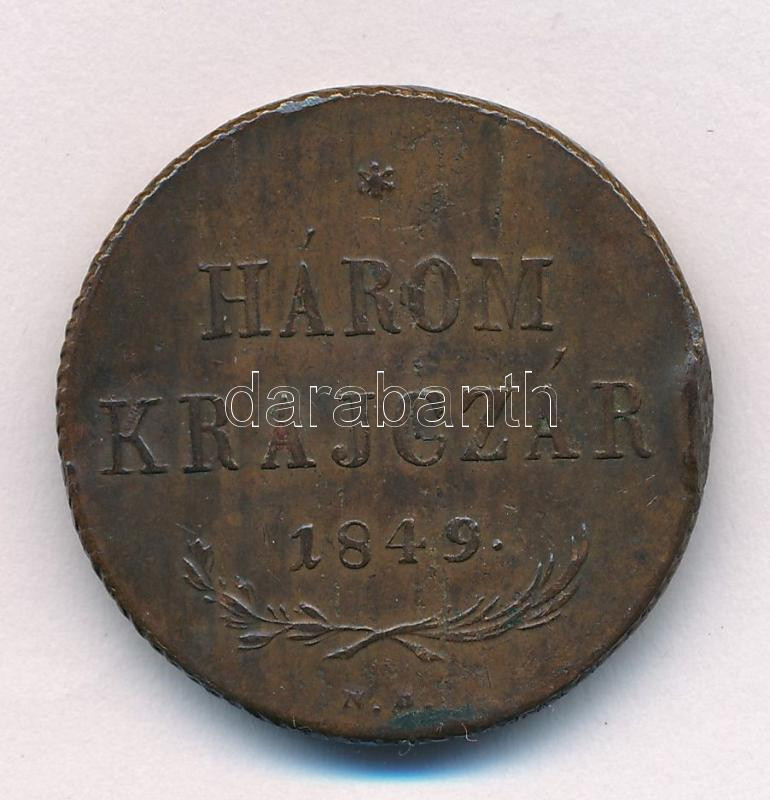 HÁROM
KRAJCZÁR
darabanth
1849.
N.B.